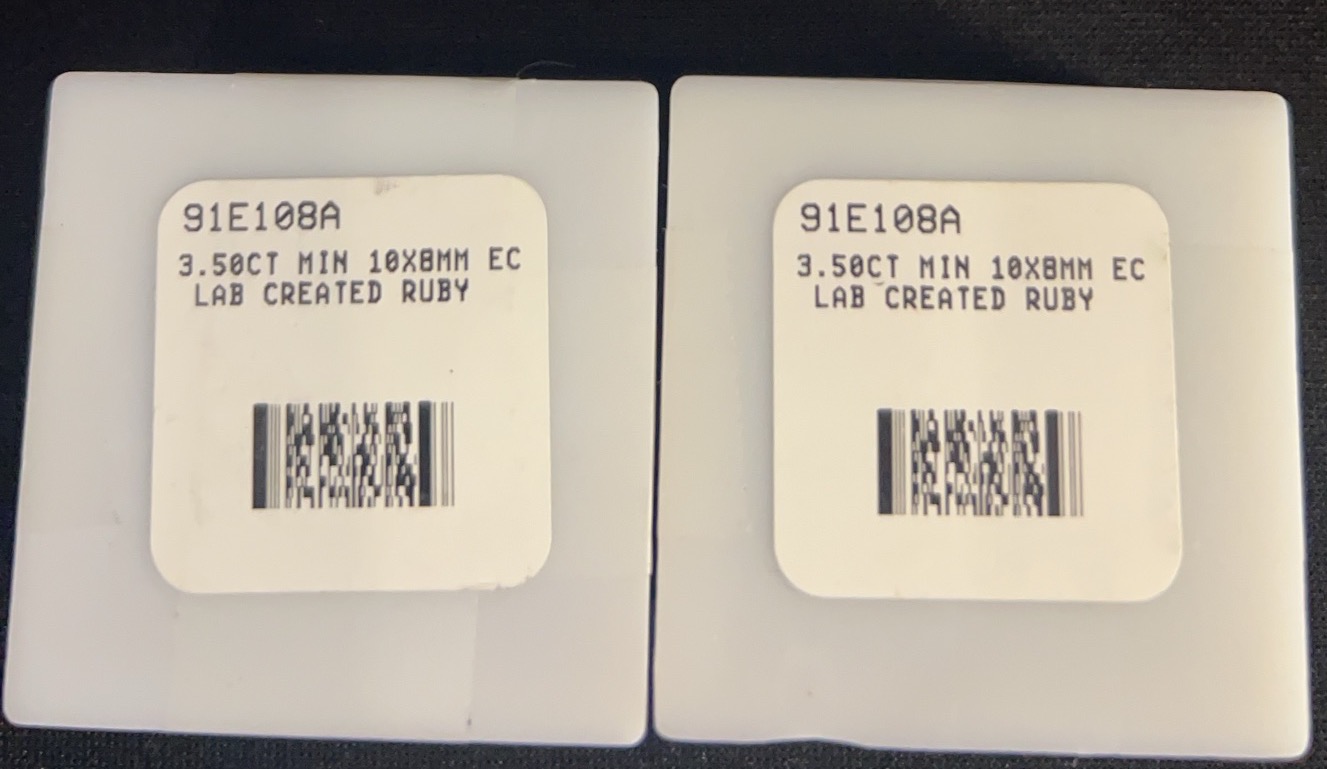 91E108A
3.50CT MIN 10X8MM EC
LAB CREATED RUBY
91E108A
3.50CT MIN 10X8MM EC
LAB CREATED RUBY